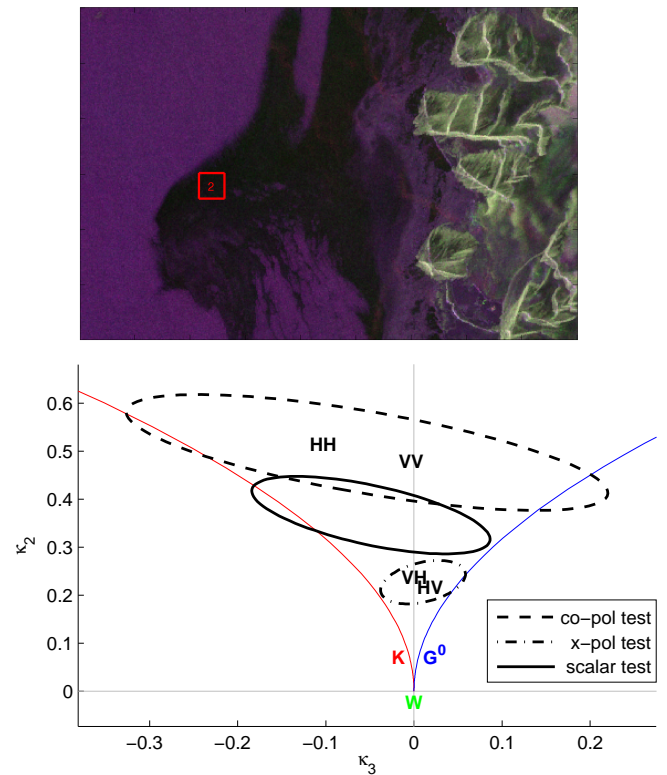 2
0.6
0.5
0.4
0.3
0.2
0.1
0
κ2
HH
VV
VH
HV
K
G0
W
co−pol test
x−pol test
scalar test
−0.3
−0.2
−0.1
0
0.1
0.2
κ3